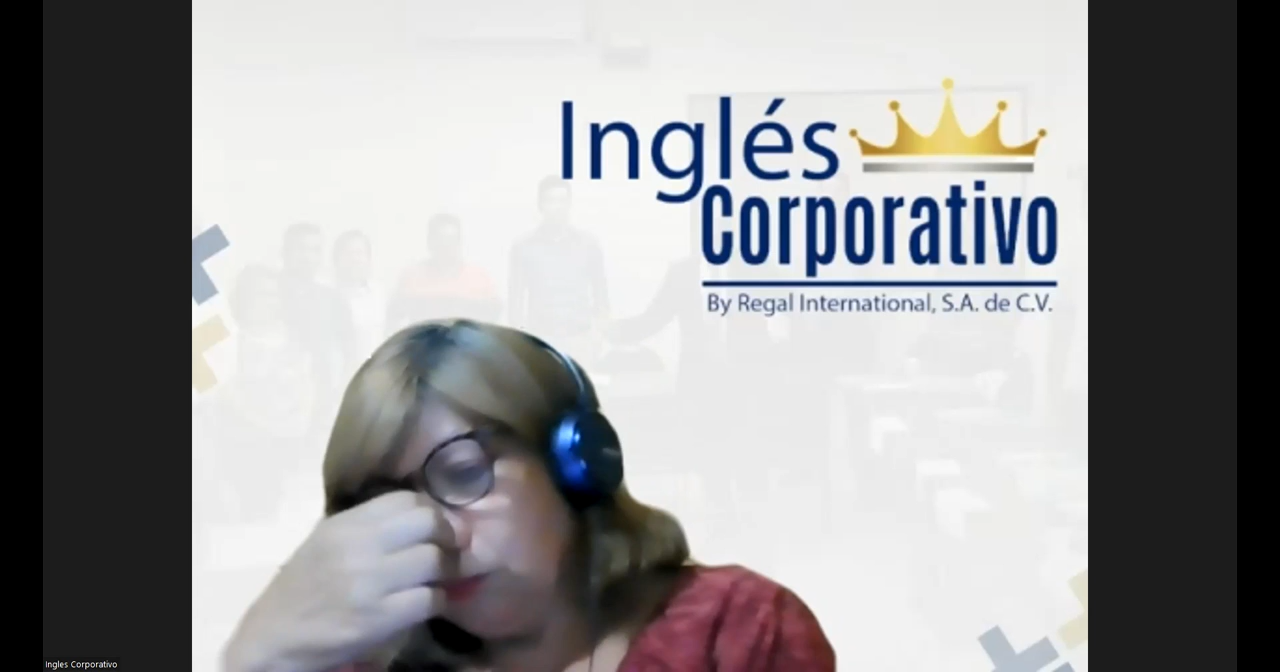 Inglés
Corporativo
By Regal International, S.A. de C.V.
Ingles Corporativo